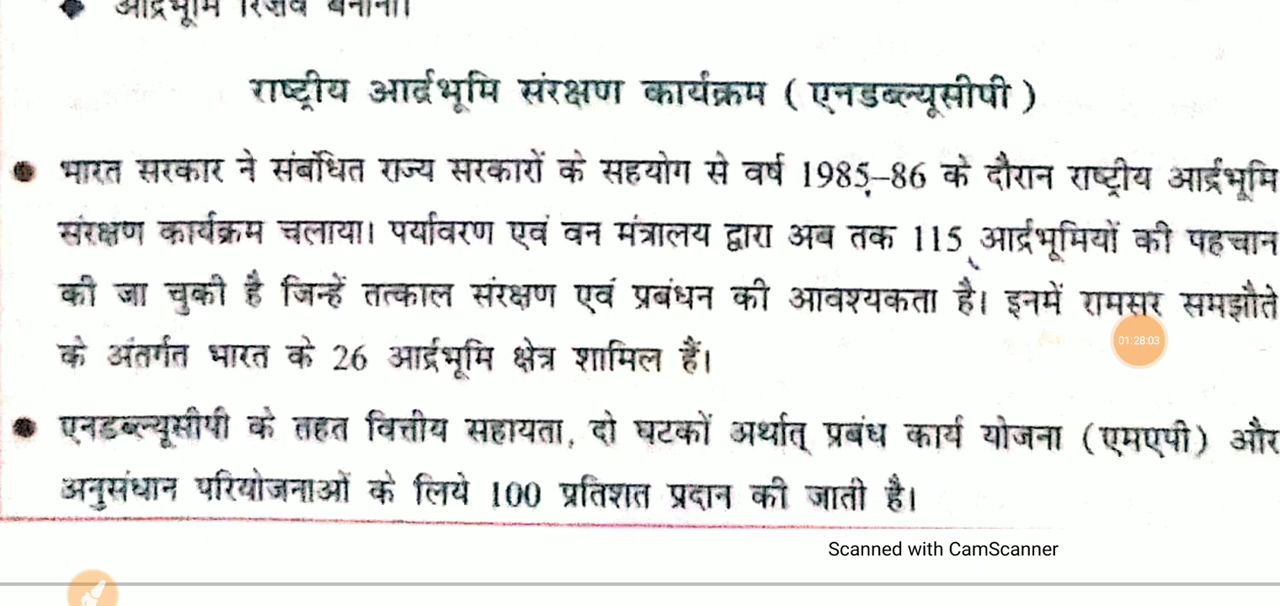 ◆ आर्द्रभूमि रिजर्व बनाना।
राष्ट्रीय आर्द्रभूमि संरक्षण कार्यक्रम ( एनडब्ल्यूसीपी )
● भारत सरकार ने संबंधित राज्य सरकारों के सहयोग से वर्ष 1985–86 के दौरान राष्ट्रीय आर्द्रभूमि
संरक्षण कार्यक्रम चलाया। पर्यावरण एवं वन मंत्रालय द्वारा अब तक 115 आर्द्रभूमियों की पहचान
की जा चुकी है जिन्हें तत्काल संरक्षण एवं प्रबंधन की आवश्यकता है। इनमें रामसर समझौते
01:28:03
के अंतर्गत भारत के 26 आर्द्रभूमि क्षेत्र शामिल हैं।
● एनडब्ल्यूसीपी के तहत वित्तीय सहायता, दो घटकों अर्थात् प्रबंध कार्य योजना (एमएपी) और
अनुसंधान परियोजनाओं के लिये 100 प्रतिशत प्रदान की जाती है।
Scanned with CamScanner